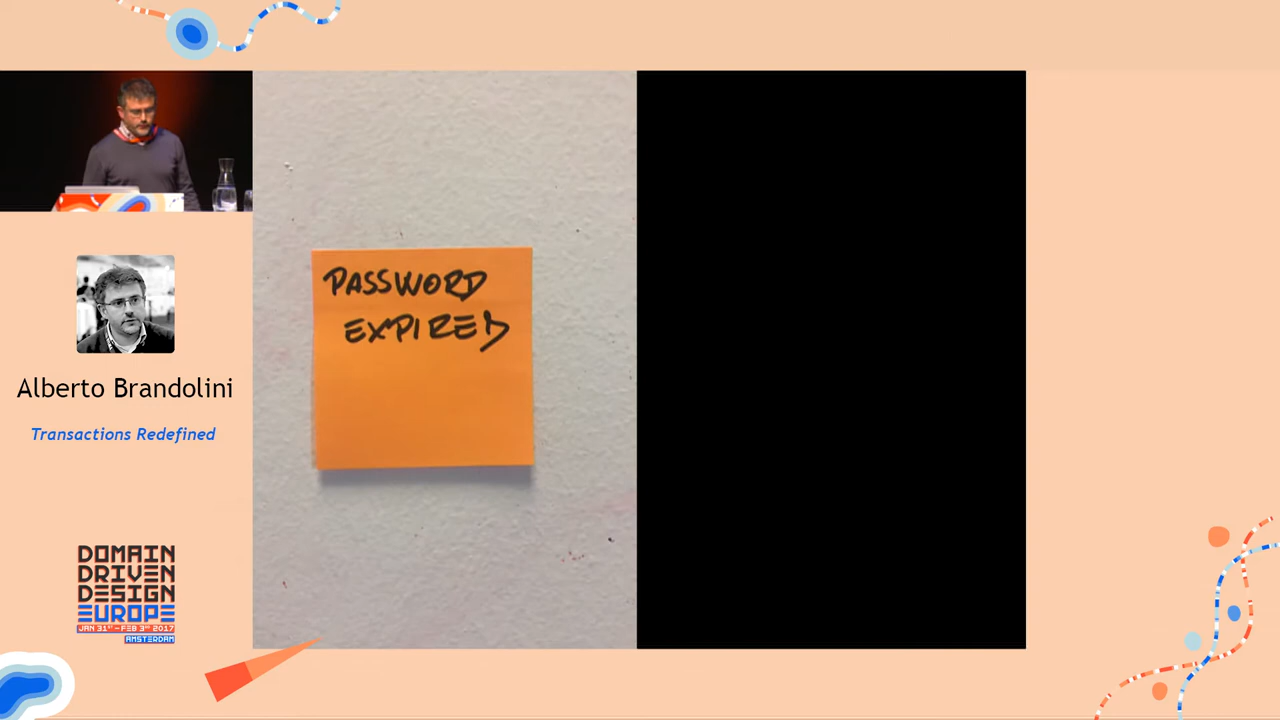 PASSWORD
EXPIRED
Alberto Brandolini
Transactions Redefined
DOMAIN
DRIVEN
DESIGN
EUROPE
JAN 31ST-FEB 3RD 2017
AMSTERDAM